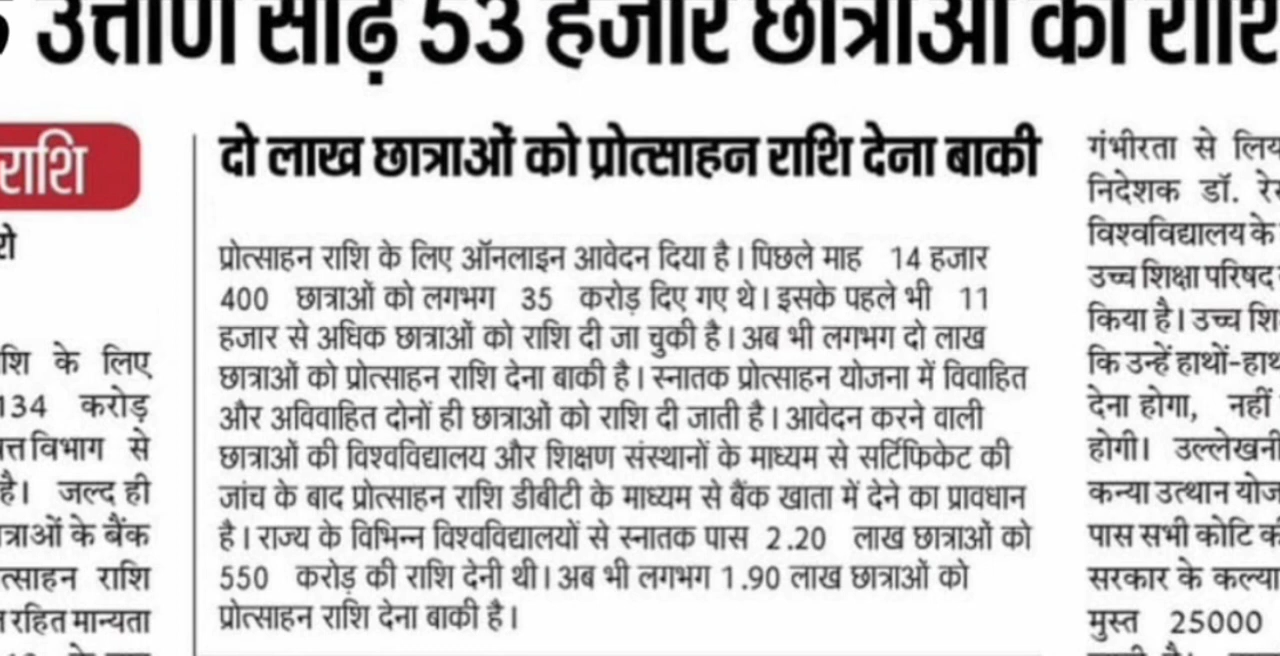 उत्तीर्ण साढ़े 53 हजार छात्राओं को राशि
राशि
शि के लिए
134 करोड़
वित्त विभाग से
है। जल्द ही
छात्राओं के बैंक
प्रोत्साहन राशि
रहित मान्यता
दो लाख छात्राओं को प्रोत्साहन राशि देना बाकी
प्रोत्साहन राशि के लिए ऑनलाइन आवेदन दिया है। पिछले माह 14 हजार
400 छात्राओं को लगभग 35 करोड़ दिए गए थे। इसके पहले भी 11
हजार से अधिक छात्राओं को राशि दी जा चुकी है। अब भी लगभग दो लाख
छात्राओं को प्रोत्साहन राशि देना बाकी है। स्नातक प्रोत्साहन योजना में विवाहित
और अविवाहित दोनों ही छात्राओं को राशि दी जाती है। आवेदन करने वाली
छात्राओं की विश्वविद्यालय और शिक्षण संस्थानों के माध्यम से सर्टिफिकेट की
जांच के बाद प्रोत्साहन राशि डीबीटी के माध्यम से बैंक खाता में देने का प्रावधान
है। राज्य के विभिन्न विश्वविद्यालयों से स्नातक पास 2.20 लाख छात्राओं को
550 करोड़ की राशि देनी थी। अब भी लगभग 1.90 लाख छात्राओं को
प्रोत्साहन राशि देना बाकी है।
गंभीरता से लिय
निदेशक डॉ. रे
विश्वविद्यालय के
उच्च शिक्षा परिषद
किया है। उच्च शि
कि उन्हें हाथों-हाथ
देना होगा, नहीं
होगी। उल्लेखनी
कन्या उत्थान योज
पास सभी कोटि क
सरकार के कल्या
मुस्त 25000